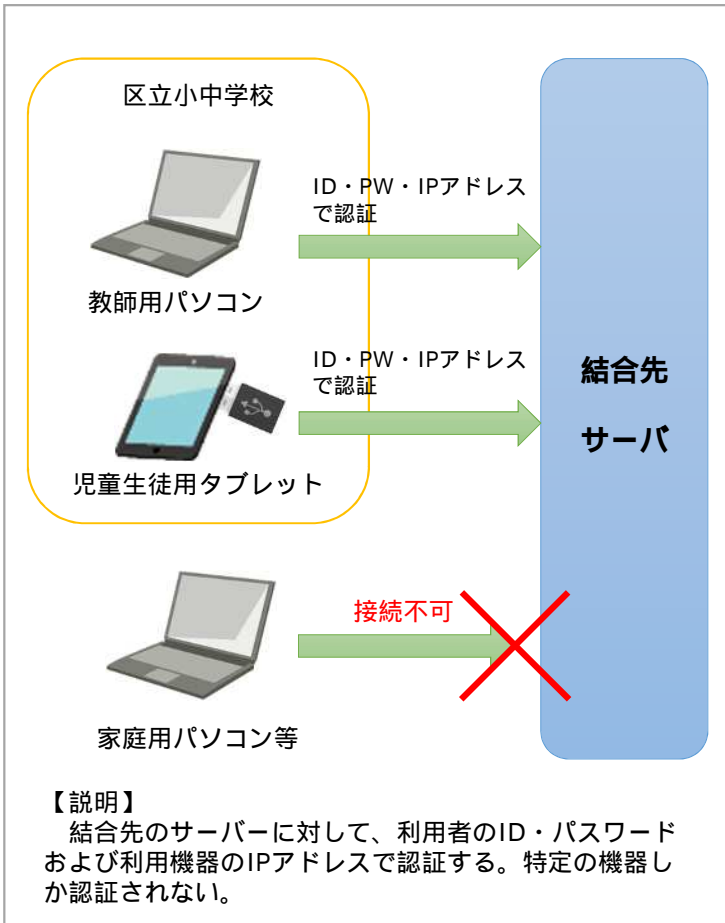 区立小中学校
ID・PW・IPアドレス
で認証
教師用パソコン
ID・PW・IPアドレス
で認証
児童生徒用タブレット
結合先
サーバ
接続不可
家庭用パソコン等
【説明】
　結合先のサーバーに対して、利用者のID・パスワード
および利用機器のIPアドレスで認証する。特定の機器し
か認証されない。